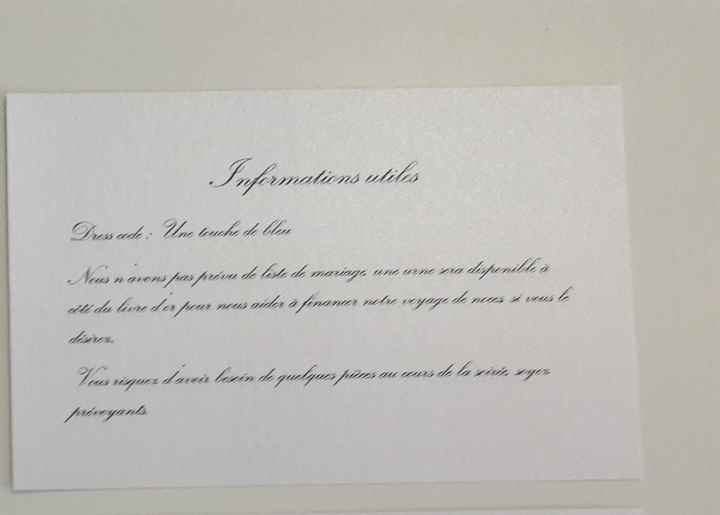 Informations utiles
Dress code : Une touche de bleu
Nous n'avons pas prévu de liste de mariage, une urne sera disponible à
côté du livre d'or pour nous aider à financer notre voyage de noces si vous le
désirez.
Vous risquez d'avoir besoin de quelques pièces au cours de la soirée, soyez
prévoyants.